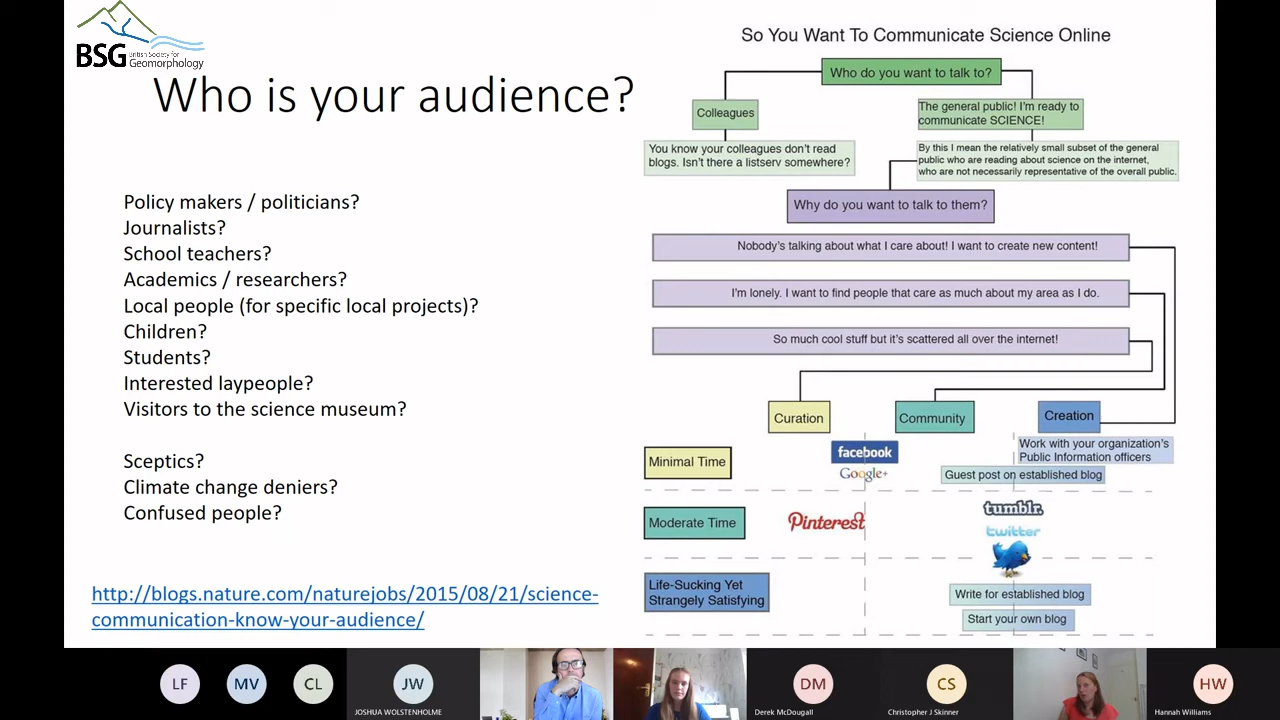 BSG
British Society for
Geomorphology
Who is your audience?
Policy makers / politicians?
Journalists?
School teachers?
Academics / researchers?
Local people (for specific local projects)?
Children?
Students?
Interested laypeople?
Visitors to the science museum?
Sceptics?
Climate change deniers?
Confused people?
http://blogs.nature.com/naturejobs/2015/08/21/science-
communication-know-your-audience/
So You Want To Communicate Science Online
Who do you want to talk to?
Colleagues
The general public! I'm ready to
communicate SCIENCE!
You know your colleagues don't read
blogs. Isn't there a listserv somewhere?
By this I mean the relatively small subset of the general
public who are reading about science on the internet,
who are not necessarily representative of the overall public.
Why do you want to talk to them?
Nobody's talking about what I care about! I want to create new content!
I'm lonely. I want to find people that care as much about my area as I do.
So much cool stuff but it's scattered all over the internet!
Curation
Community
Creation
Minimal Time
facebook
Google+
Work with your organization's
Public Information officers
Guest post on established blog
Moderate Time
Pinterest
tumblr.
twitter
Life-Sucking Yet
Strangely Satisfying
Write for established blog
Start your own blog
LF
MV
CL
JW
JOSHUA WOLSTENHOLME
DM
Derek McDougall
CS
Christopher J Skinner
HW
Hannah Williams